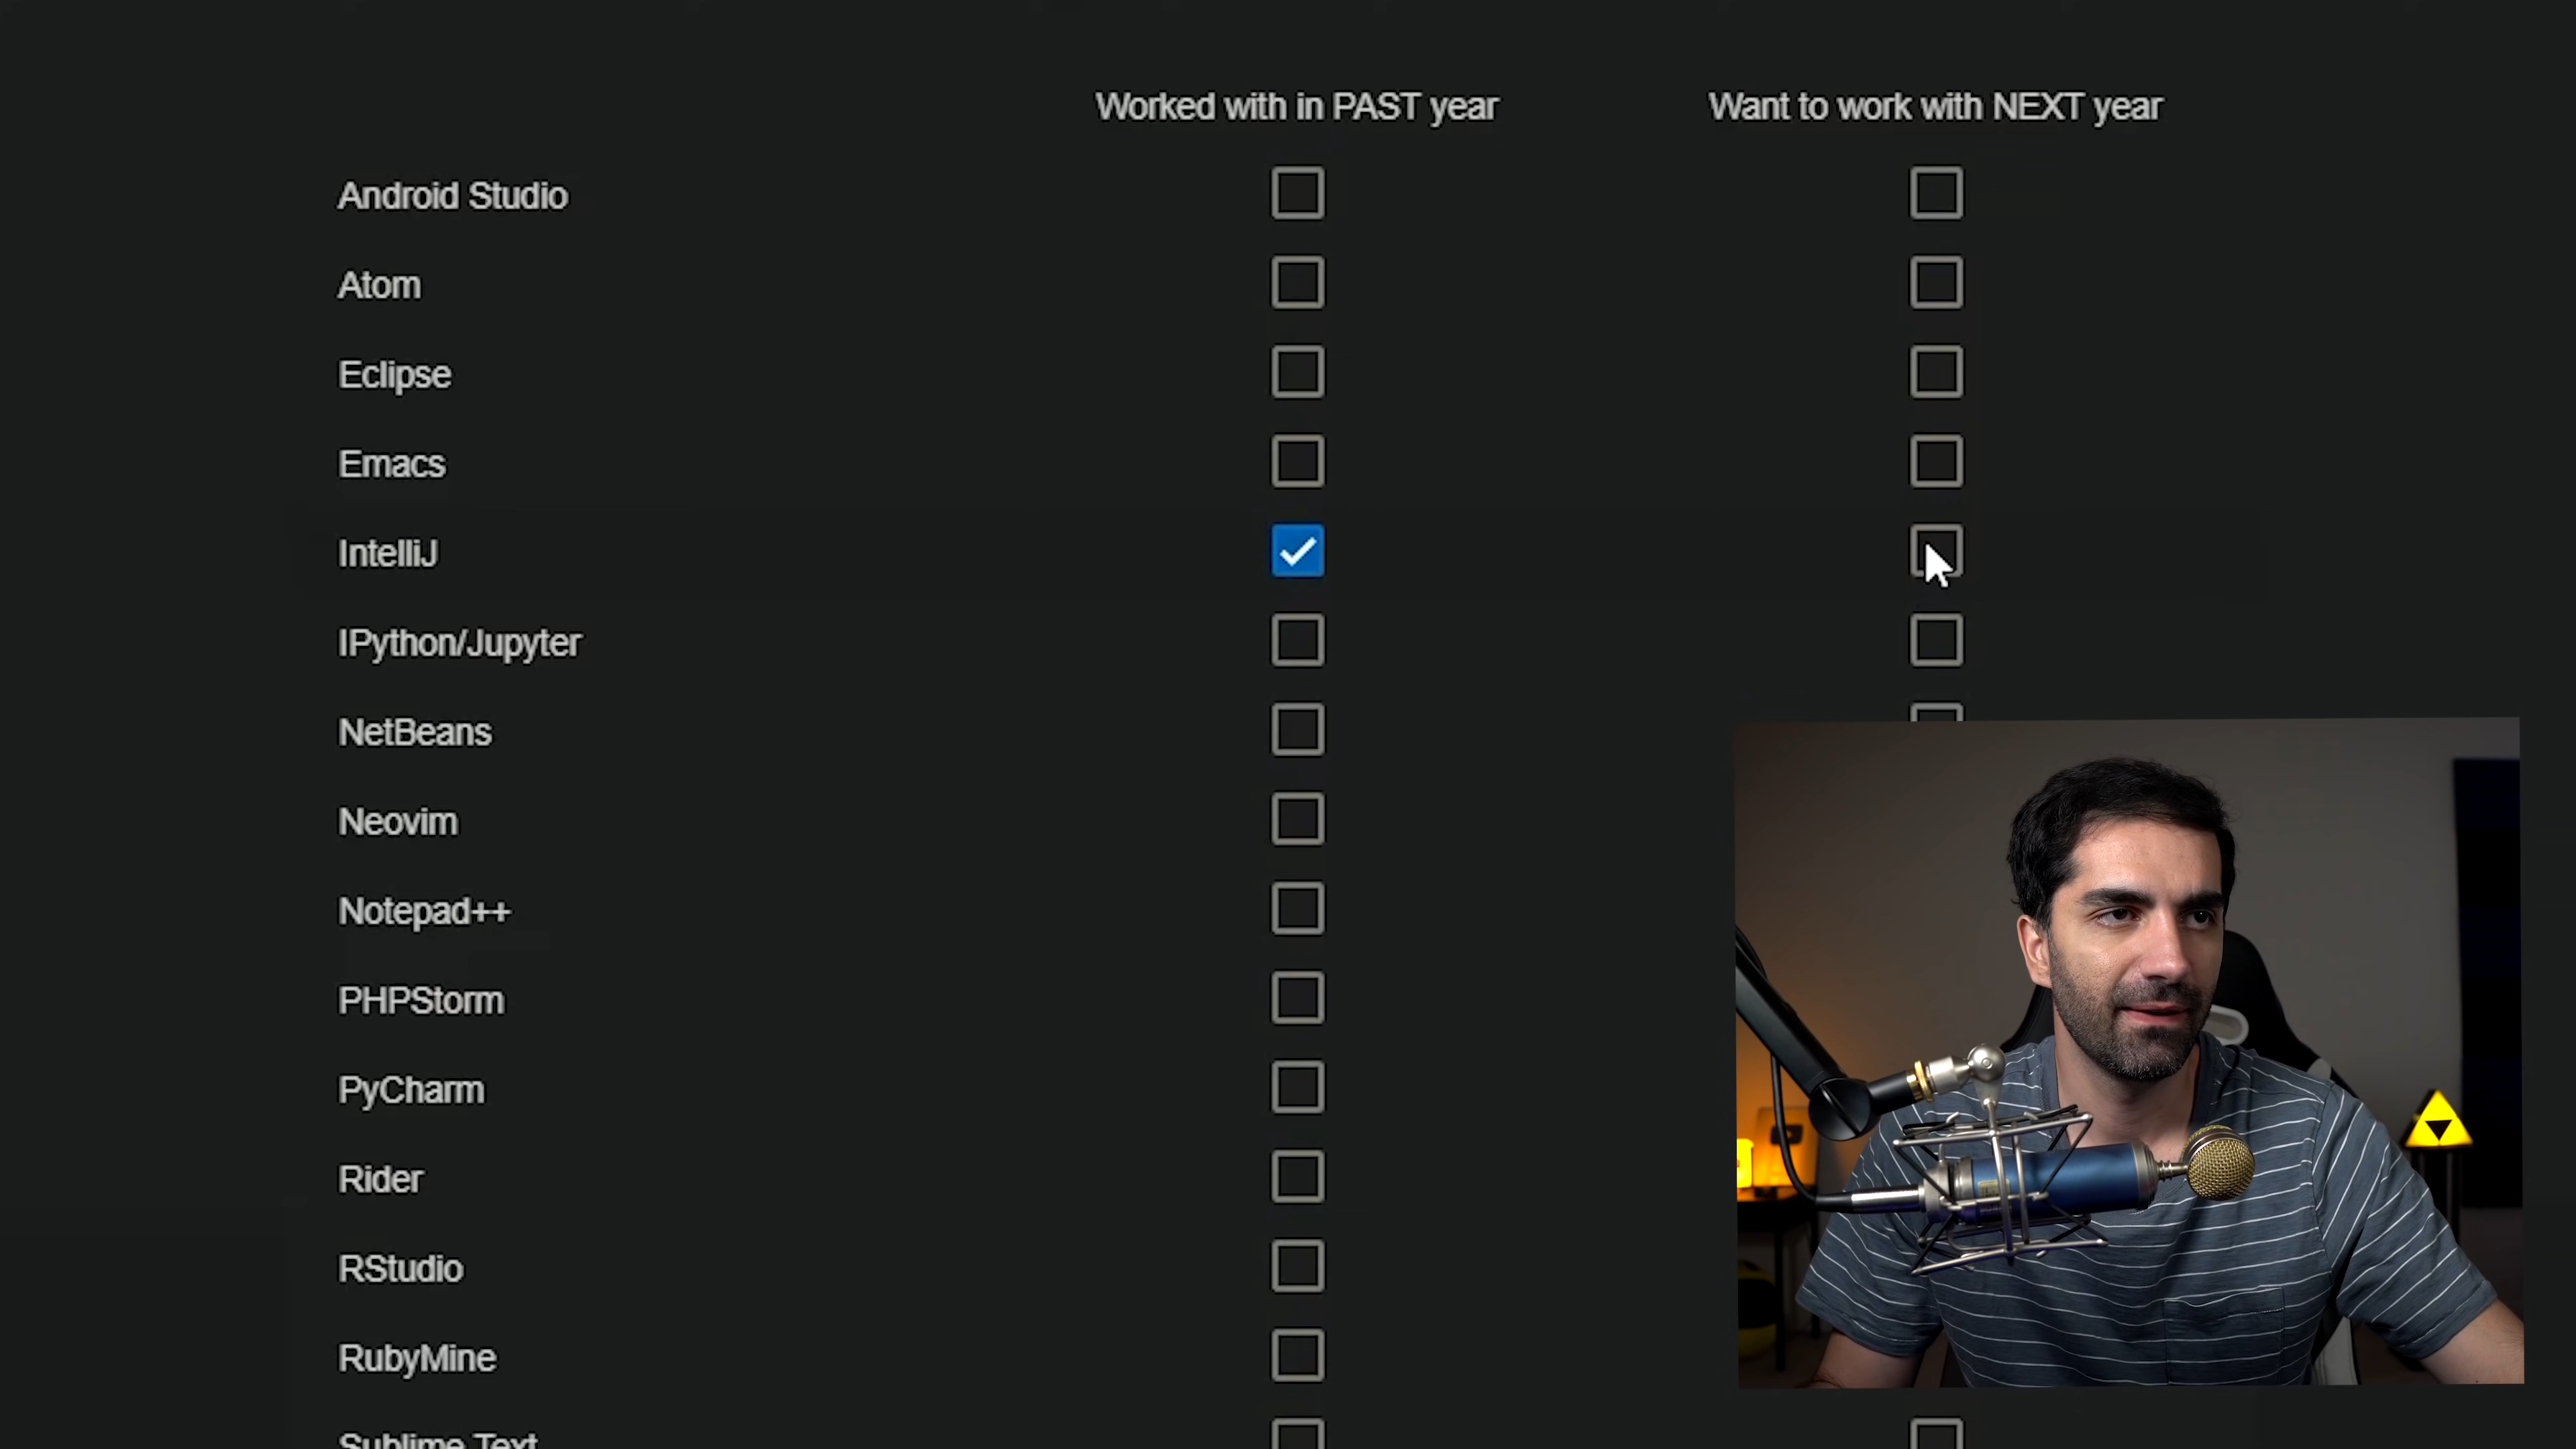 Worked with in PAST year Want to work with NEXT year
Android Studio
Atom
Eclipse
Emacs
IntelliJ
IPython/Jupyter
NetBeans
Neovim
Notepad++
PHPStorm
PyCharm
Rider
RStudio
RubyMine
Sublime Text